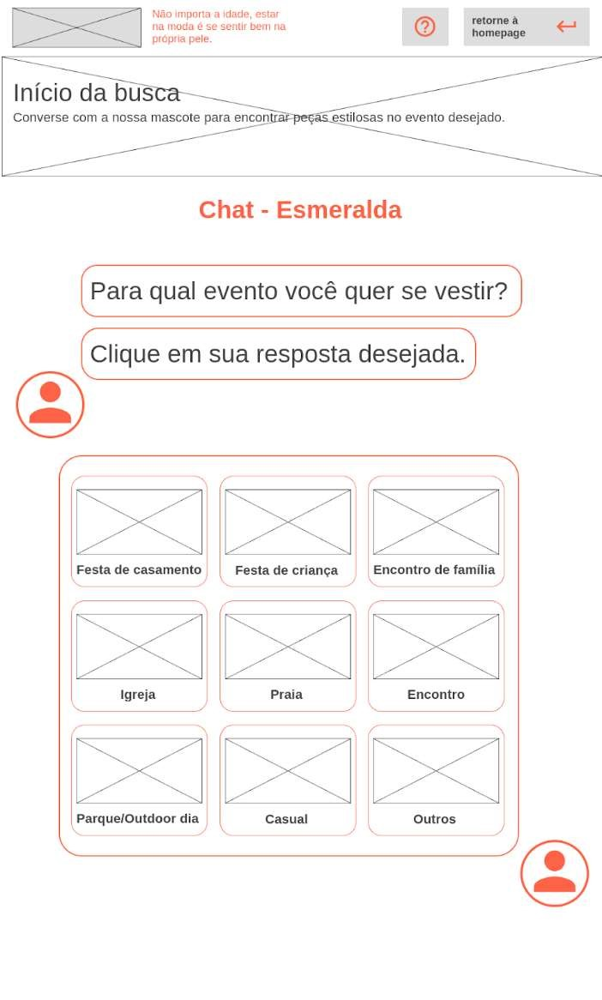 Não importa a idade, estar
na moda é se sentir bem na
própria pele.
retorne à
homepage
Início da busca
Converse com a nossa mascote para encontrar peças estilosas no evento desejado.
Chat - Esmeralda
Para qual evento você quer se vestir?
Clique em sua resposta desejada.
Festa de casamento
Festa de criança
Encontro de família
Igreja
Praia
Encontro
Parque/Outdoor dia
Casual
Outros